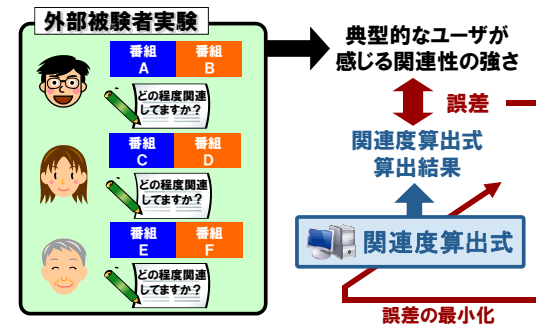 外部被験者実験
番組
A
番組
B
どの程度関連
してますか？
番組
C
番組
D
どの程度関連
してますか？
番組
E
番組
F
どの程度関連
してますか？
典型的なユーザが
感じる関連性の強さ
誤差
関連度算出式
算出結果
関連度算出式
誤差の最小化